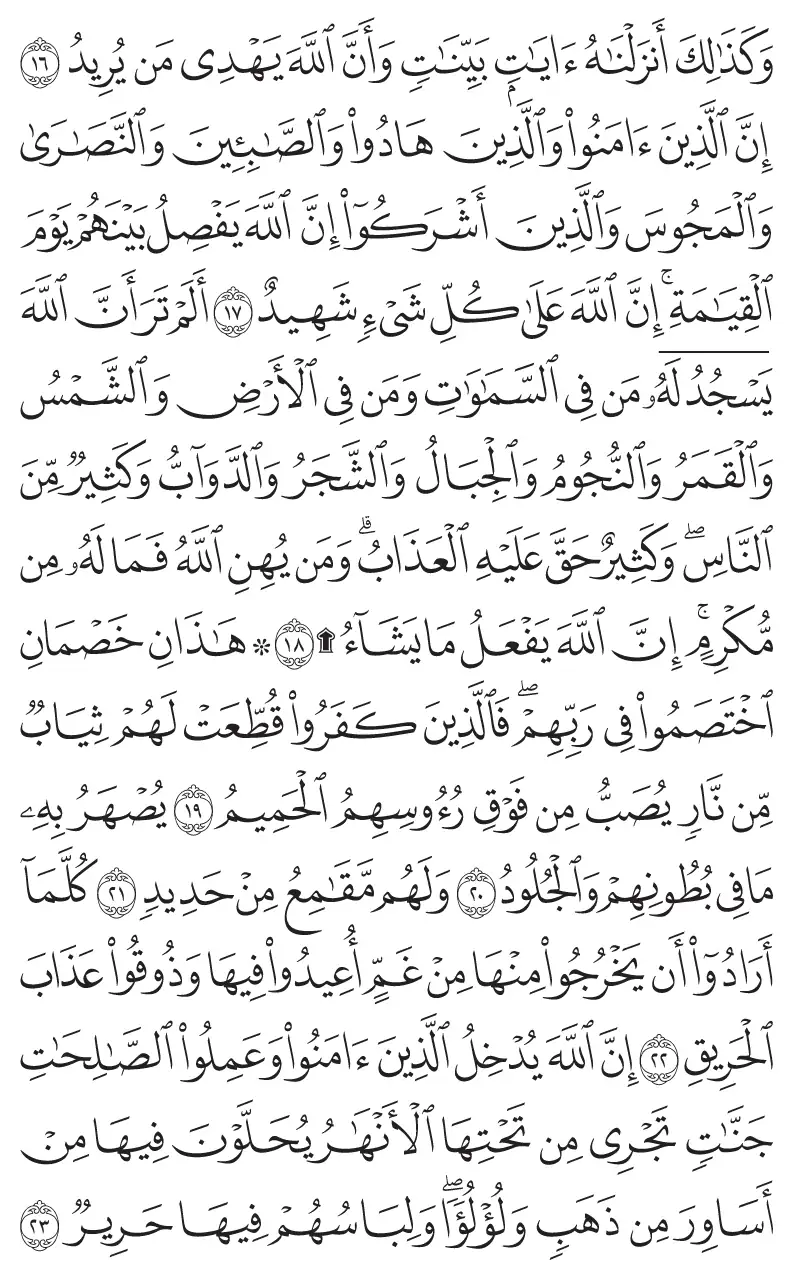 وَكَذَٰلِكَ أَنزَلْنَٰهُ ءَايَٰتٍۭ بَيِّنَٰتٍ وَأَنَّ ٱللَّهَ يَهْدِى مَن يُرِيدُ ١٦
إِنَّ ٱلَّذِينَ ءَامَنُوا۟ وَٱلَّذِينَ هَادُوا۟ وَٱلصَّٰبِـِٔينَ وَٱلنَّصَٰرَىٰ
وَٱلْمَجُوسَ وَٱلَّذِينَ أَشْرَكُوٓا۟ إِنَّ ٱللَّهَ يَفْصِلُ بَيْنَهُمْ يَوْمَ
ٱلْقِيَٰمَةِ ۚ إِنَّ ٱللَّهَ عَلَىٰ كُلِّ شَىْءٍ شَهِيدٌ ١٧ أَلَمْ تَرَ أَنَّ ٱللَّهَ
يَسْجُدُ لَهُۥ مَن فِى ٱلسَّمَٰوَٰتِ وَمَن فِى ٱلْأَرْضِ وَٱلشَّمْسُ
وَٱلْقَمَرُ وَٱلنُّجُومُ وَٱلْجِبَالُ وَٱلشَّجَرُ وَٱلدَّوَآبُّ وَكَثِيرٌ مِّنَ
ٱلنَّاسِ ۖ وَكَثِيرٌ حَقَّ عَلَيْهِ ٱلْعَذَابُ ۗ وَمَن يُهِنِ ٱللَّهُ فَمَا لَهُۥ مِن
مُّكْرِمٍ ۚ إِنَّ ٱللَّهَ يَفْعَلُ مَا يَشَآءُ ۩ ١٨ ۞ هَٰذَانِ خَصْمَانِ
ٱخْتَصَمُوا۟ فِى رَبِّهِمْ ۖ فَٱلَّذِينَ كَفَرُوا۟ قُطِّعَتْ لَهُمْ ثِيَابٌ
مِّن نَّارٍ يُصَبُّ مِن فَوْقِ رُءُوسِهِمُ ٱلْحَمِيمُ ١٩ يُصْهَرُ بِهِۦ
مَا فِى بُطُونِهِمْ وَٱلْجُلُودُ ٢٠ وَلَهُم مَّقَٰمِعُ مِنْ حَدِيدٍ ٢١ كُلَّمَآ
أَرَادُوٓا۟ أَن يَخْرُجُوا۟ مِنْهَا مِنْ غَمٍّ أُعِيدُوا۟ فِيهَا وَذُوقُوا۟ عَذَابَ
ٱلْحَرِيقِ ٢٢ إِنَّ ٱللَّهَ يُدْخِلُ ٱلَّذِينَ ءَامَنُوا۟ وَعَمِلُوا۟ ٱلصَّٰلِحَٰتِ
جَنَّٰتٍ تَجْرِى مِن تَحْتِهَا ٱلْأَنْهَٰرُ يُحَلَّوْنَ فِيهَا مِنْ
أَسَاوِرَ مِن ذَهَبٍ وَلُؤْلُؤًا ۖ وَلِبَاسُهُمْ فِيهَا حَرِيرٌ ٢٣